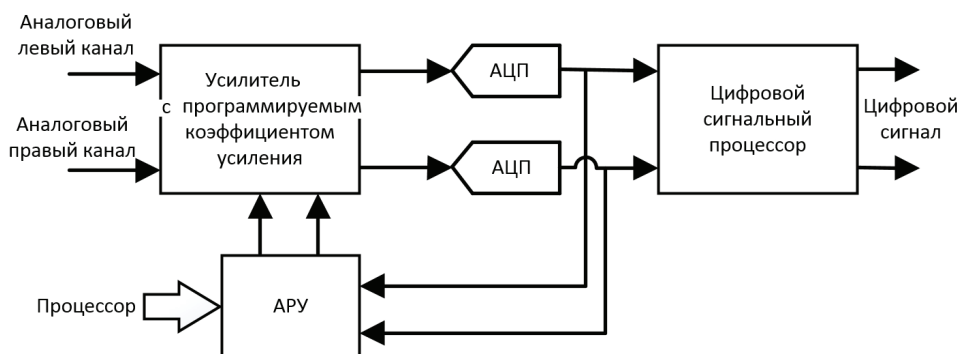 Аналоговый
левый канал
Аналоговый
правый канал
Усилитель
с программируемым
коэффициентом
усиления
АЦП
АЦП
Цифровой
сигнальный
процессор
Цифровой
сигнал
Процессор
АРУ